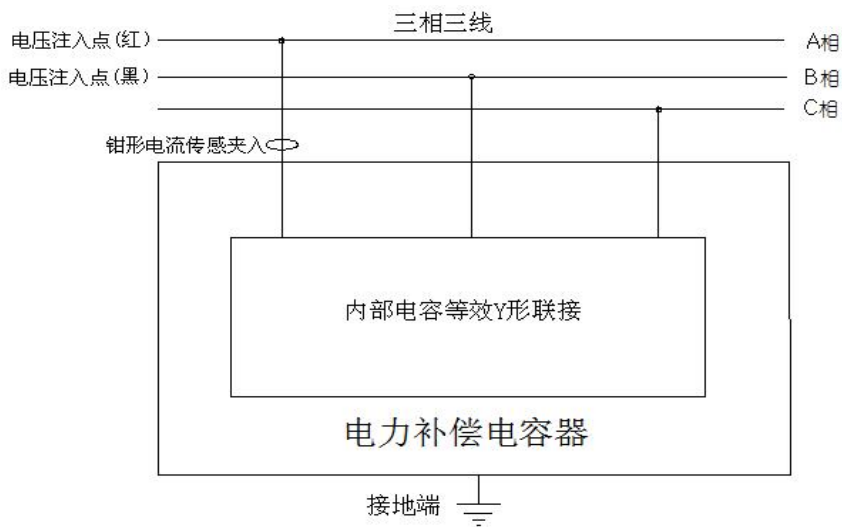 三相三线
电压注入点(红)
A相
电压注入点(黑)
B相
C相
钳形电流传感夹入
内部电容等效Y形联接
电力补偿电容器
接地端